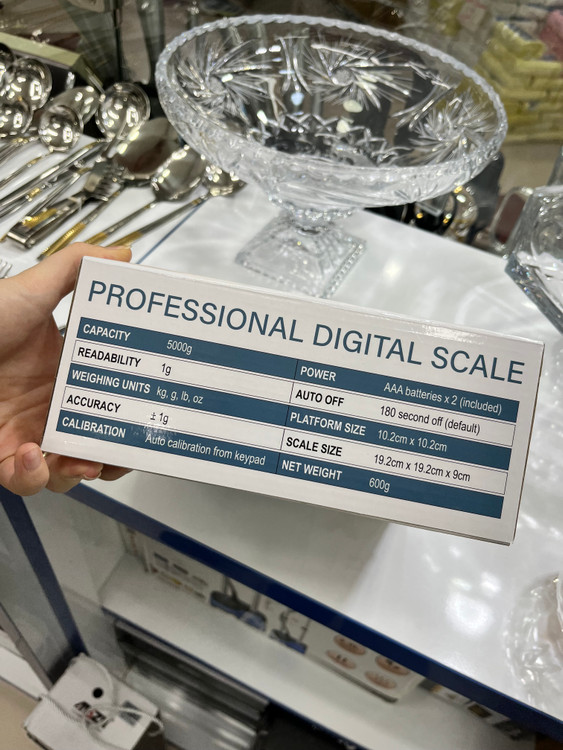 PROFESSIONAL DIGITAL SCALE
CAPACITY 5000g
READABILITY 1g
WEIGHING UNITS kg, g, lb, oz
ACCURACY ± 1g
CALIBRATION Auto calibration from keypad
POWER AAA batteries x 2 (included)
AUTO OFF 180 second off (default)
PLATFORM SIZE 10.2cm x 10.2cm
SCALE SIZE 19.2cm x 19.2cm x 9cm
NET WEIGHT 600g